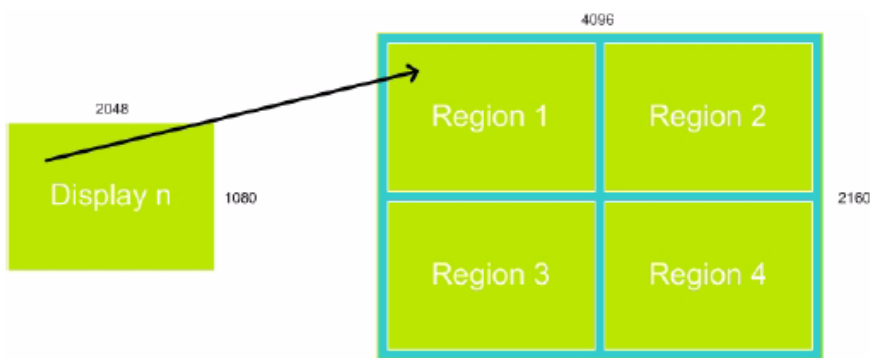 4096
2048
Region 1
Region 2
Display n
1080
2160
Region 3
Region 4